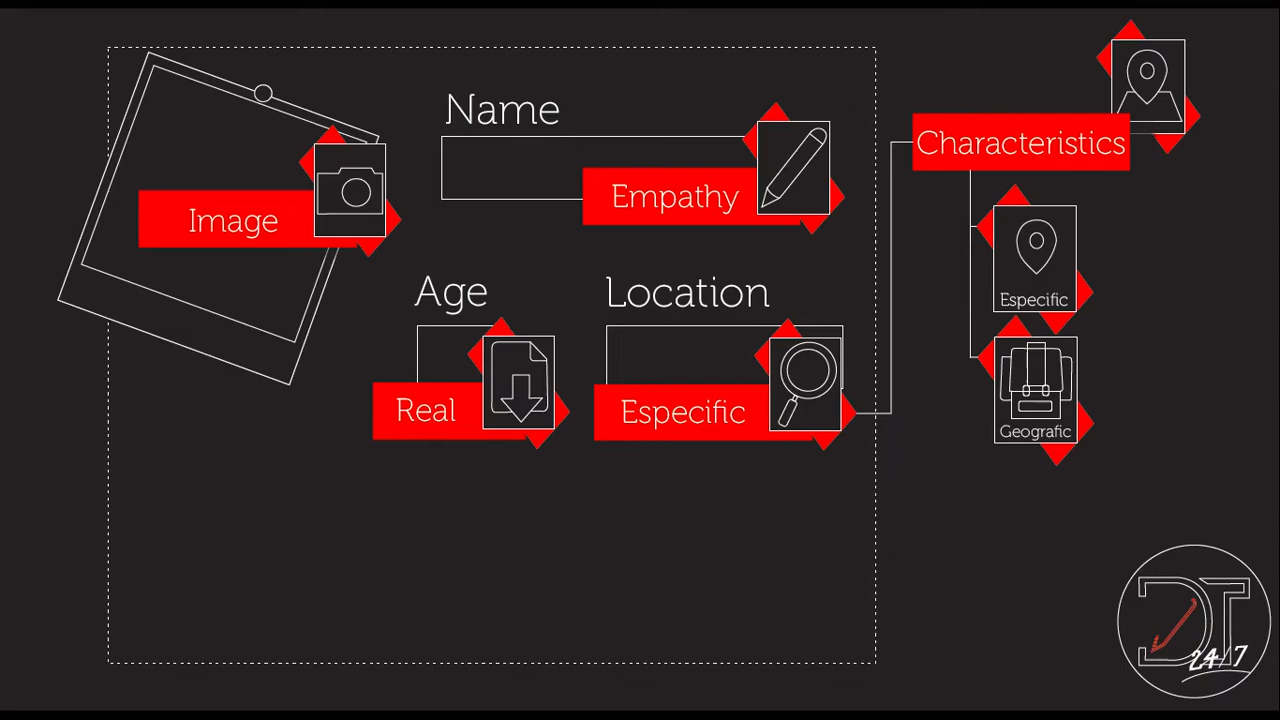 Name
Image
Empathy
Age
Location
Real
Especific
Characteristics
Especific
Geografic
DT
24/7